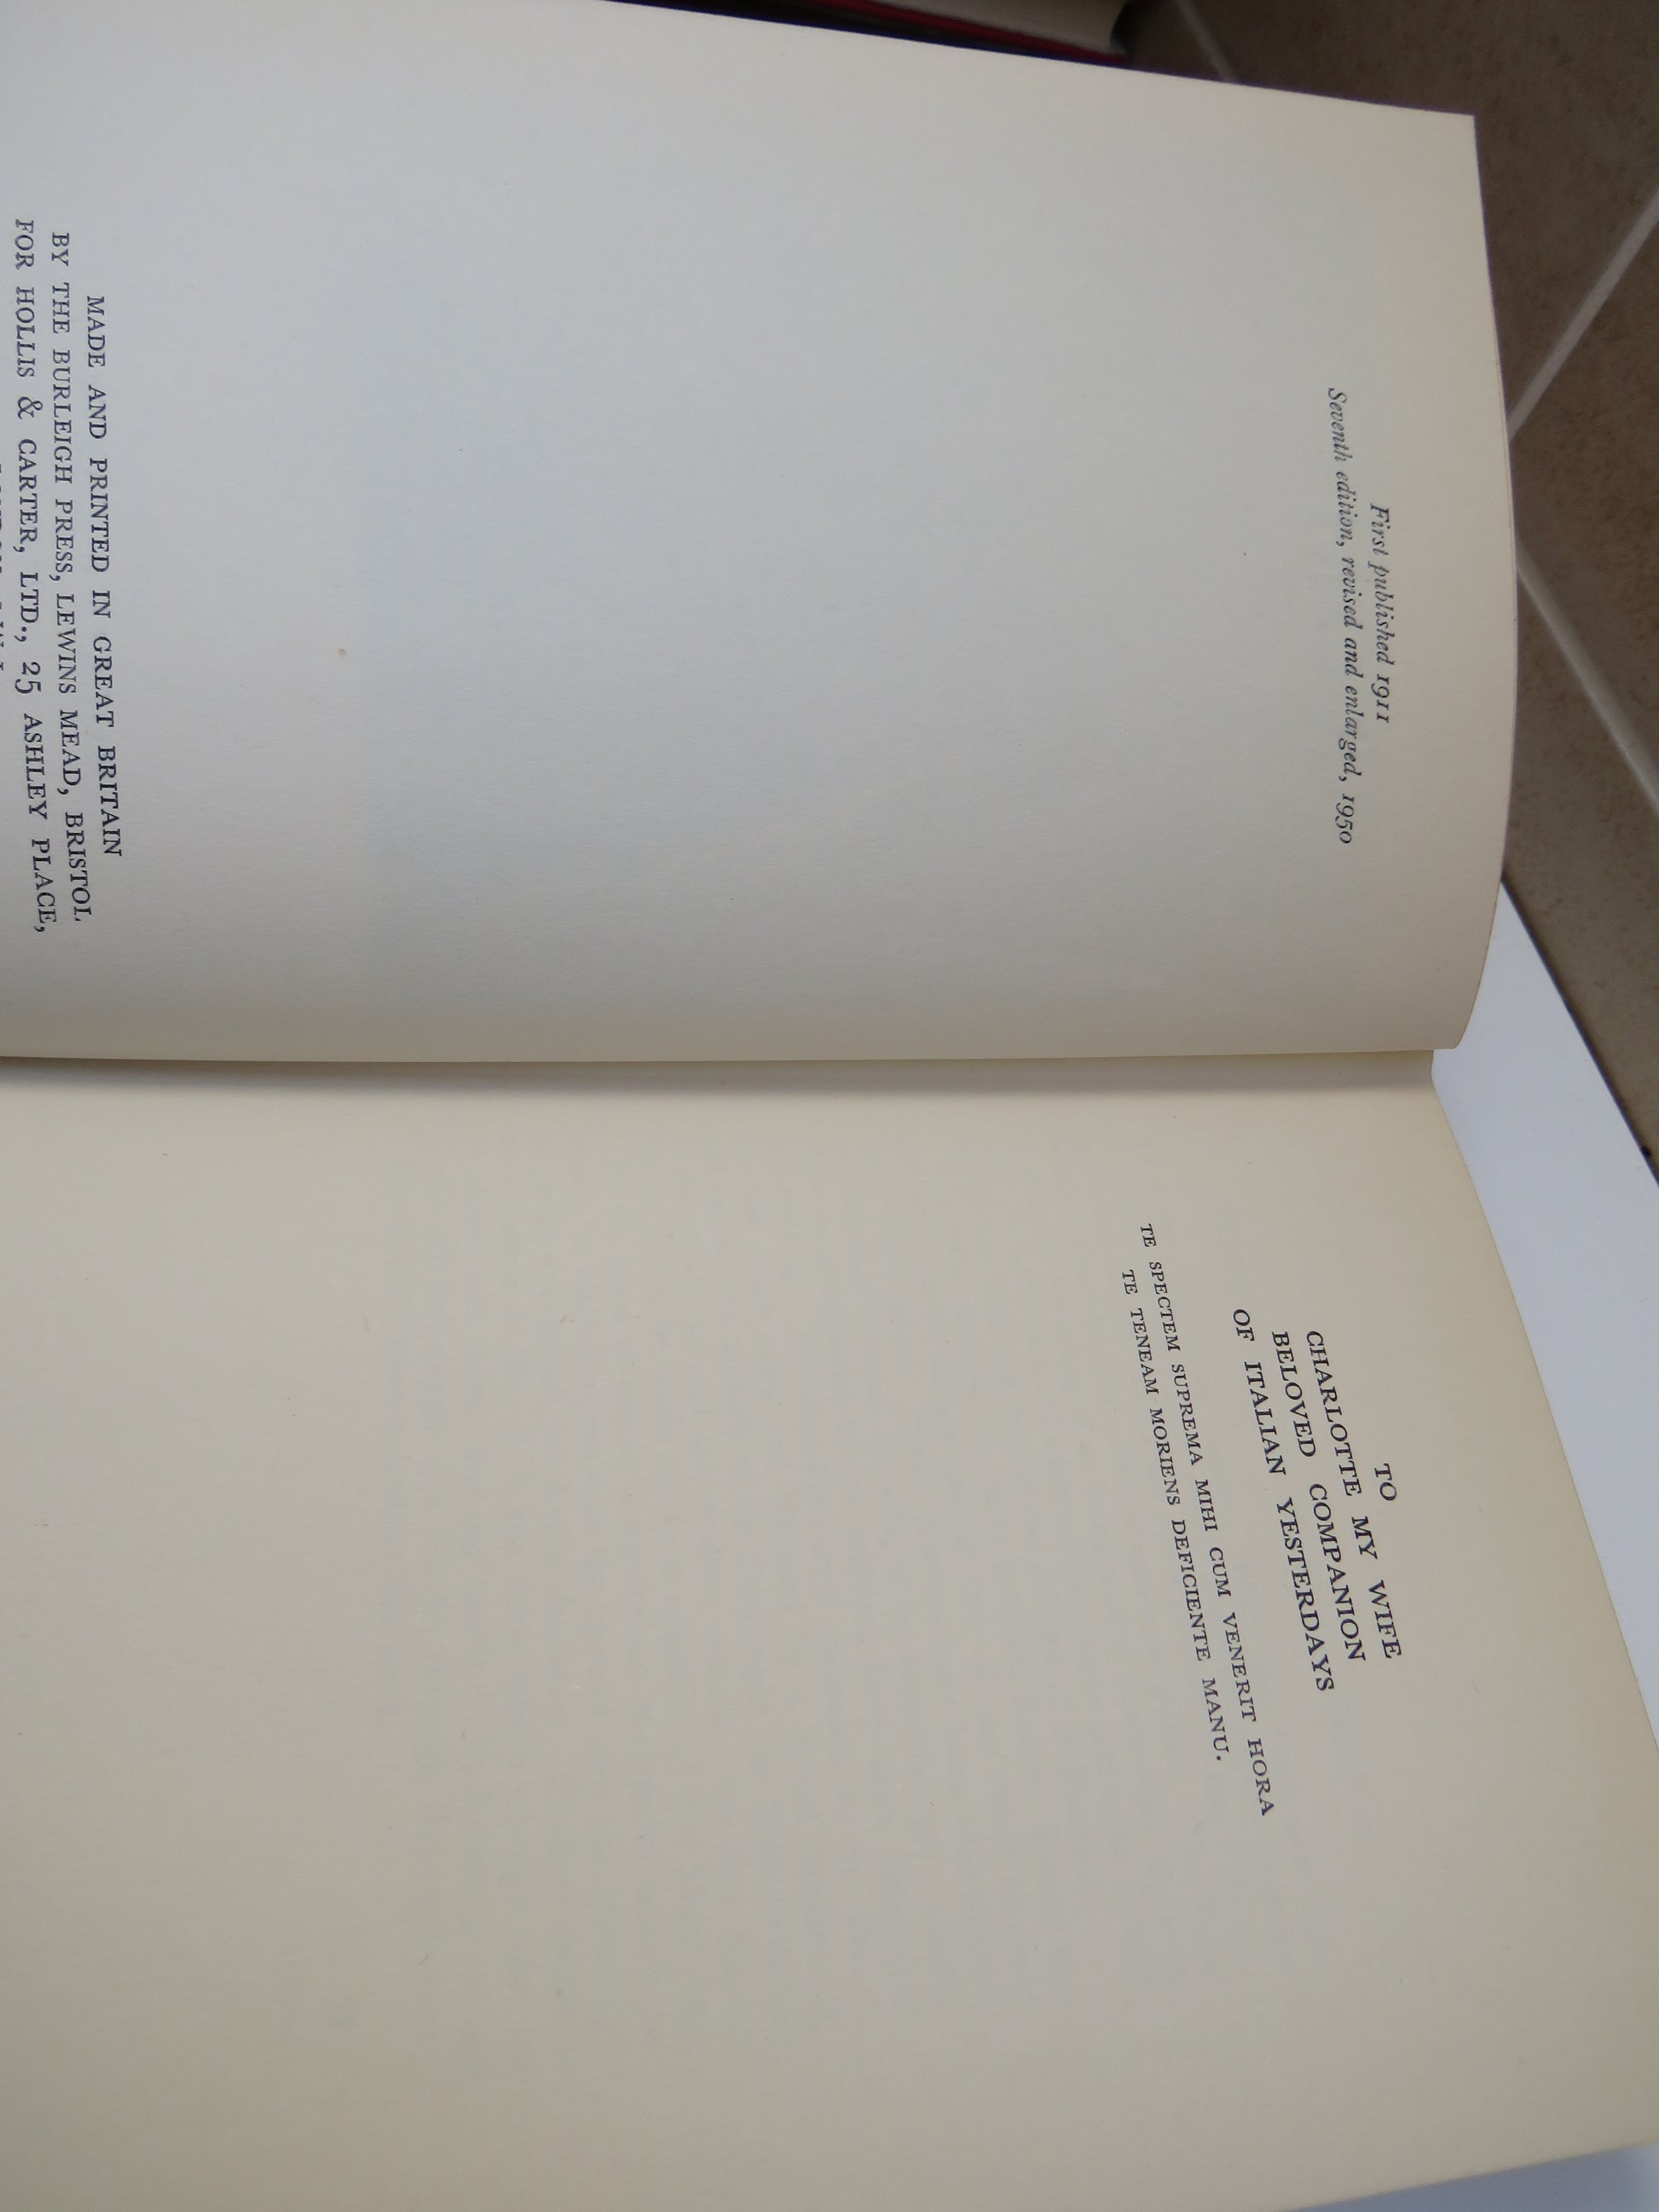 First published 1911
Seventh edition, revised and enlarged, 1950
MADE AND PRINTED IN GREAT BRITAIN
BY THE BURLEIGH PRESS, LEWINS MEAD, BRISTOL
FOR HOLLIS & CARTER, LTD., 25 ASHLEY PLACE,
TO
CHARLOTTE MY WIFE
BELOVED COMPANION
OF ITALIAN YESTERDAYS
TE SPECTEM SUPREMA MIHI CUM VENERIT HORA
TE TENEAM MORIENS DEFICIENTE MANU.